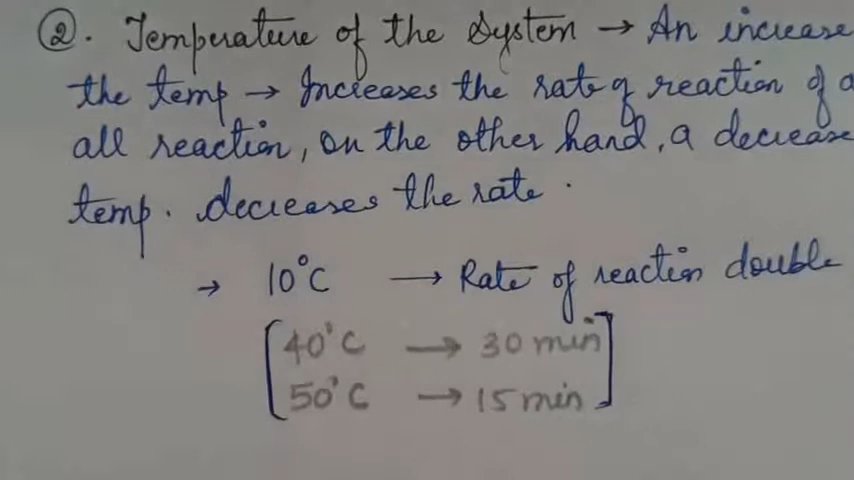 ②. Temperature of the System → An increase
the temp → Increases the rate of reaction of a
all reaction, on the other hand, a decrease
temp. decreases the rate.
→ 10°C → Rate of reaction double
40°C → 30 min
50°C → 15 min